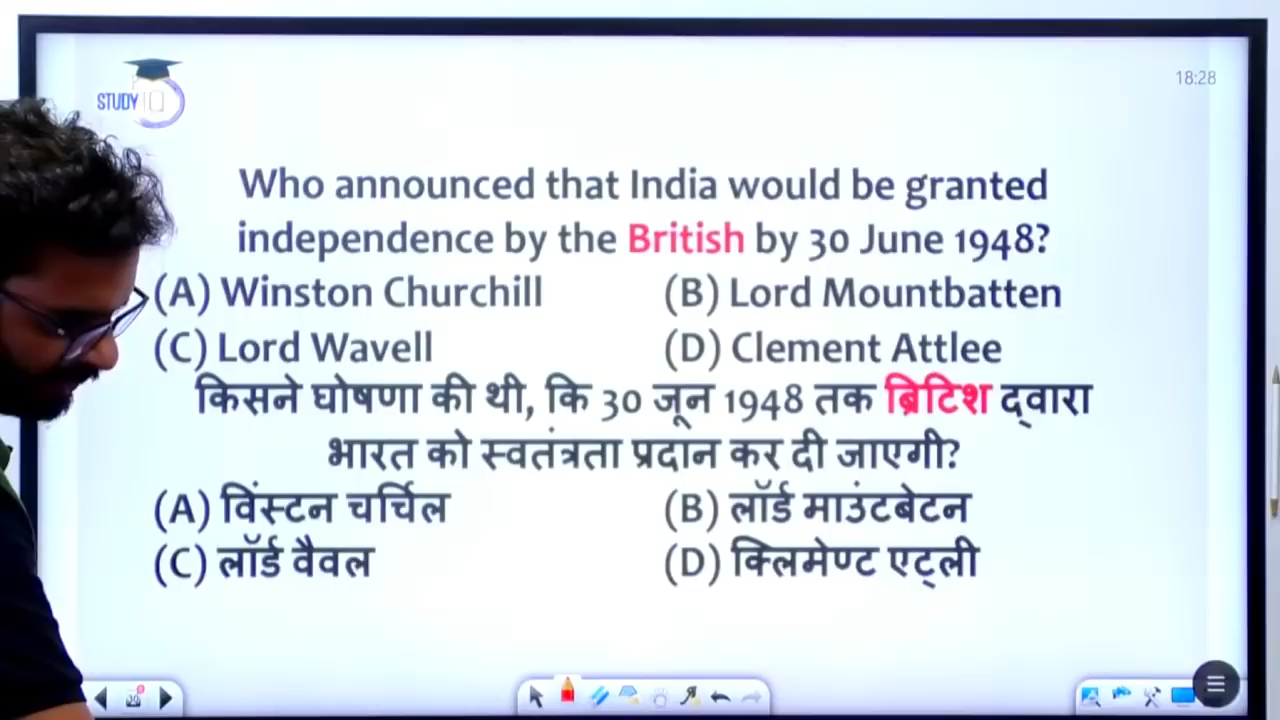 STUDY IQ
18:28
Who announced that India would be granted
independence by the British by 30 June 1948?
(A) Winston Churchill (B) Lord Mountbatten
(C) Lord Wavell (D) Clement Attlee
किसने घोषणा की थी, कि 30 जून 1948 तक ब्रिटिश द्वारा
भारत को स्वतंत्रता प्रदान कर दी जाएगी?
(A) विंस्टन चर्चिल (B) लॉर्ड माउंटबेटन
(C) लॉर्ड वैवल (D) क्लिमेण्ट एट्ली